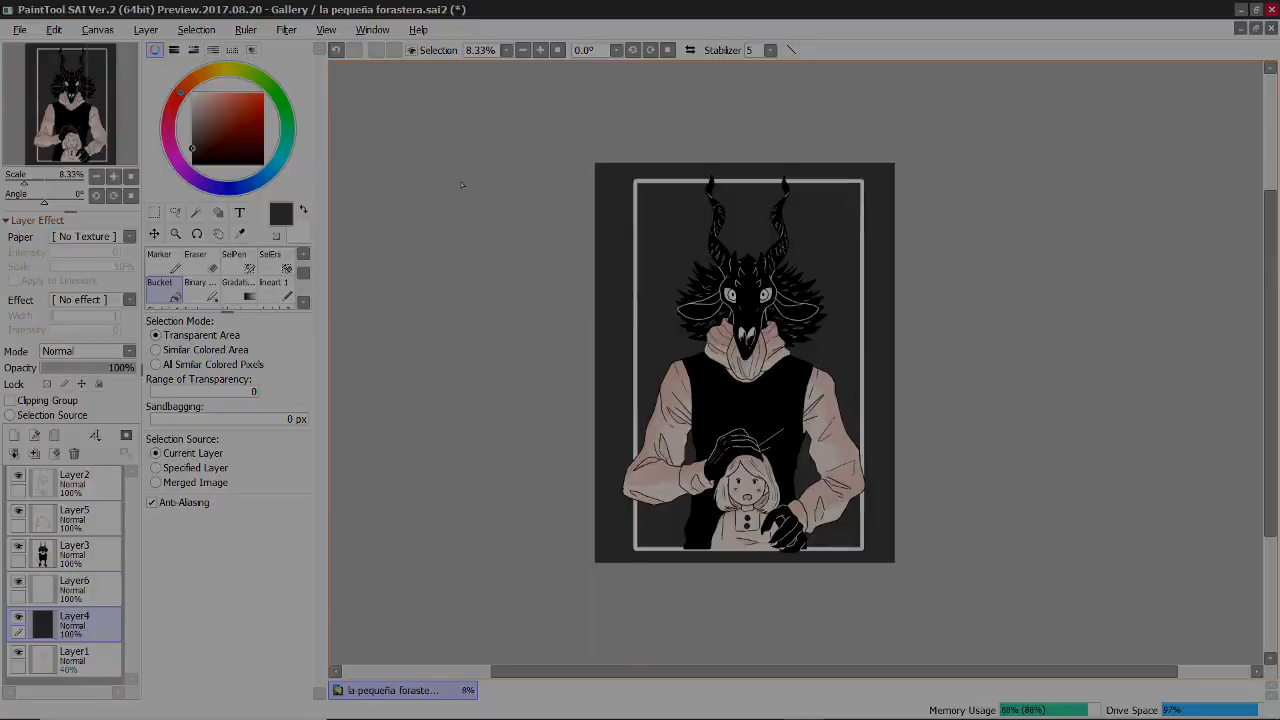 PaintTool SAI Ver.2 (64bit) Preview.2017.08.20 - Gallery / la pequeña forastera.sai2 (*)
File Edit Canvas Layer Selection Ruler Filter View Window Help
Selection 8.33% 0.0° Stabilizer 5
Scale 8.33%
Angle 0°
Layer Effect
Paper: [ No Texture ]
Intensity 0
Scale: 10%
Apply to Linework
Effect [ No effect ]
Width 1
Intensity 0
Mode Normal
Opacity 100%
Lock
Clipping Group
Selection Source
Layer2
Normal
100%
Layer5
Normal
100%
Layer3
Normal
100%
Layer6
Normal
100%
Layer4
Normal
100%
Layer1
Normal
40%
T
Marker Eraser SelPen SelErs
Bucket Binary ... Gradati... lineart 1
Selection Mode:
Transparent Area
Similar Colored Area
All Similar Colored Pixels
Range of Transparency:
0
Sandbagging:
0 px
Selection Source:
Current Layer
Specified Layer
Merged Image
Anti-Aliasing
la pequeña foraste... 8%
Memory Usage 88% (88%) Drive Space 97%